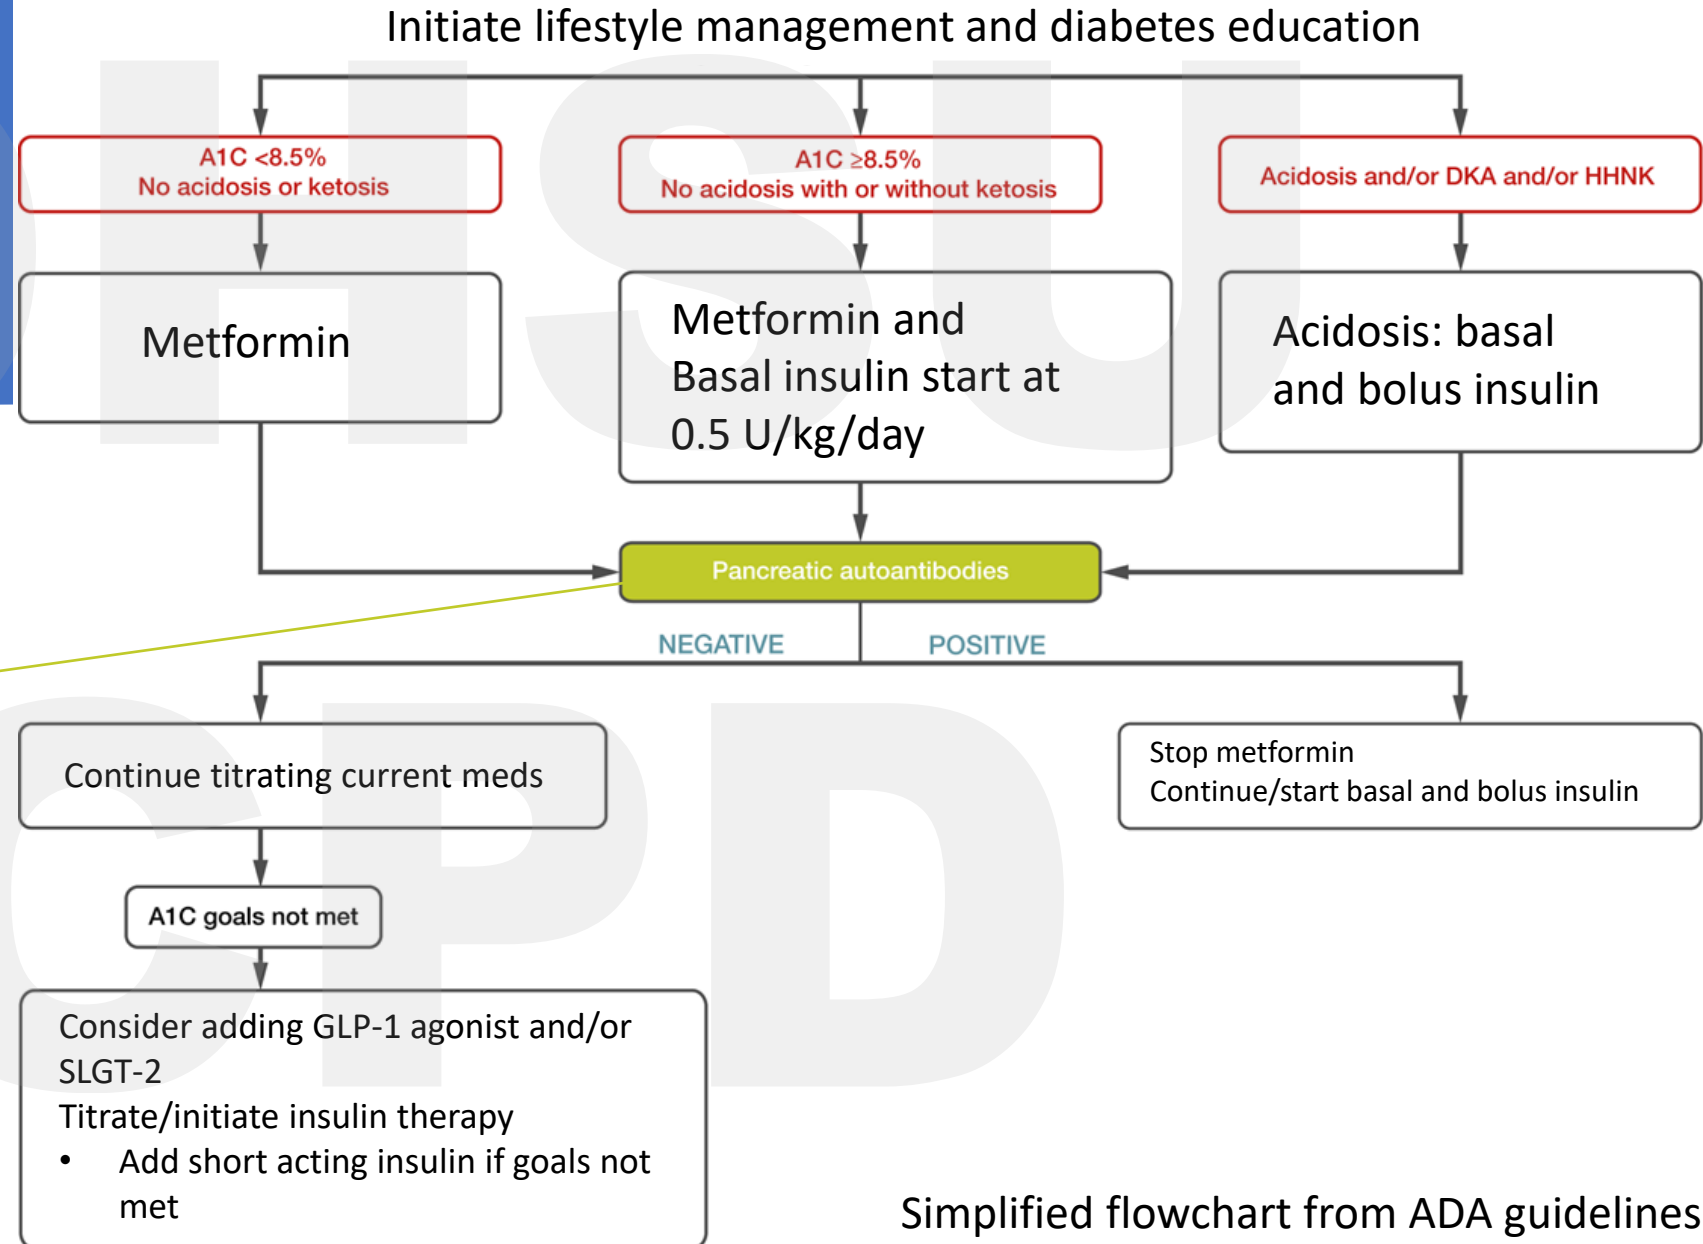 Initiate lifestyle management and diabetes education
A1C <8.5%
No acidosis or ketosis
A1C ≥8.5%
No acidosis with or without ketosis
Acidosis and/or DKA and/or HHNK
Metformin
Metformin and
Basal insulin start at
0.5 U/kg/day
Acidosis: basal
and bolus insulin
Pancreatic autoantibodies
NEGATIVE
POSITIVE
Continue titrating current meds
Stop metformin
Continue/start basal and bolus insulin
A1C goals not met
Consider adding GLP-1 agonist and/or
SLGT-2
Titrate/initiate insulin therapy
• Add short acting insulin if goals not
met
Simplified flowchart from ADA guidelines
OHSU
CPD